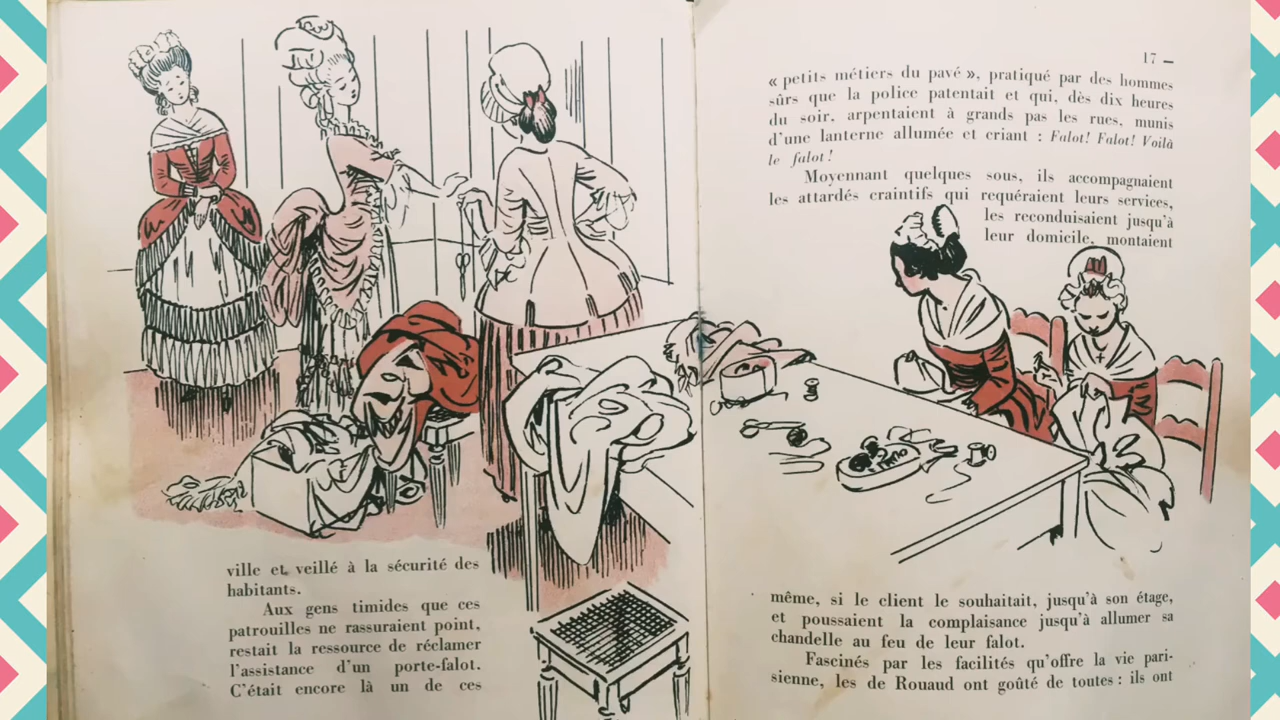 ville et veillé à la sécurité des
habitants.
Aux gens timides que ces
patrouilles ne rassuraient point,
restait la ressource de réclamer
l'assistance d'un porte-falot.
C'était encore là un de ces
17 —
« petits métiers du pavé », pratiqué par des hommes
sûrs que la police patentait et qui, dès dix heures
du soir, arpentaient à grands pas les rues, munis
d'une lanterne allumée et criant : Falot! Falot! Voilà
le falot!
Moyennant quelques sous, ils accompagnaient
les attardés craintifs qui requéraient leurs services,
les reconduisaient jusqu'à
leur domicile, montaient
même, si le client le souhaitait, jusqu'à son étage,
et poussaient la complaisance jusqu'à allumer sa
chandelle au feu de leur falot.
Fascinés par les facilités qu'offre la vie pari-
sienne, les de Rouaud ont goûté de toutes : ils ont